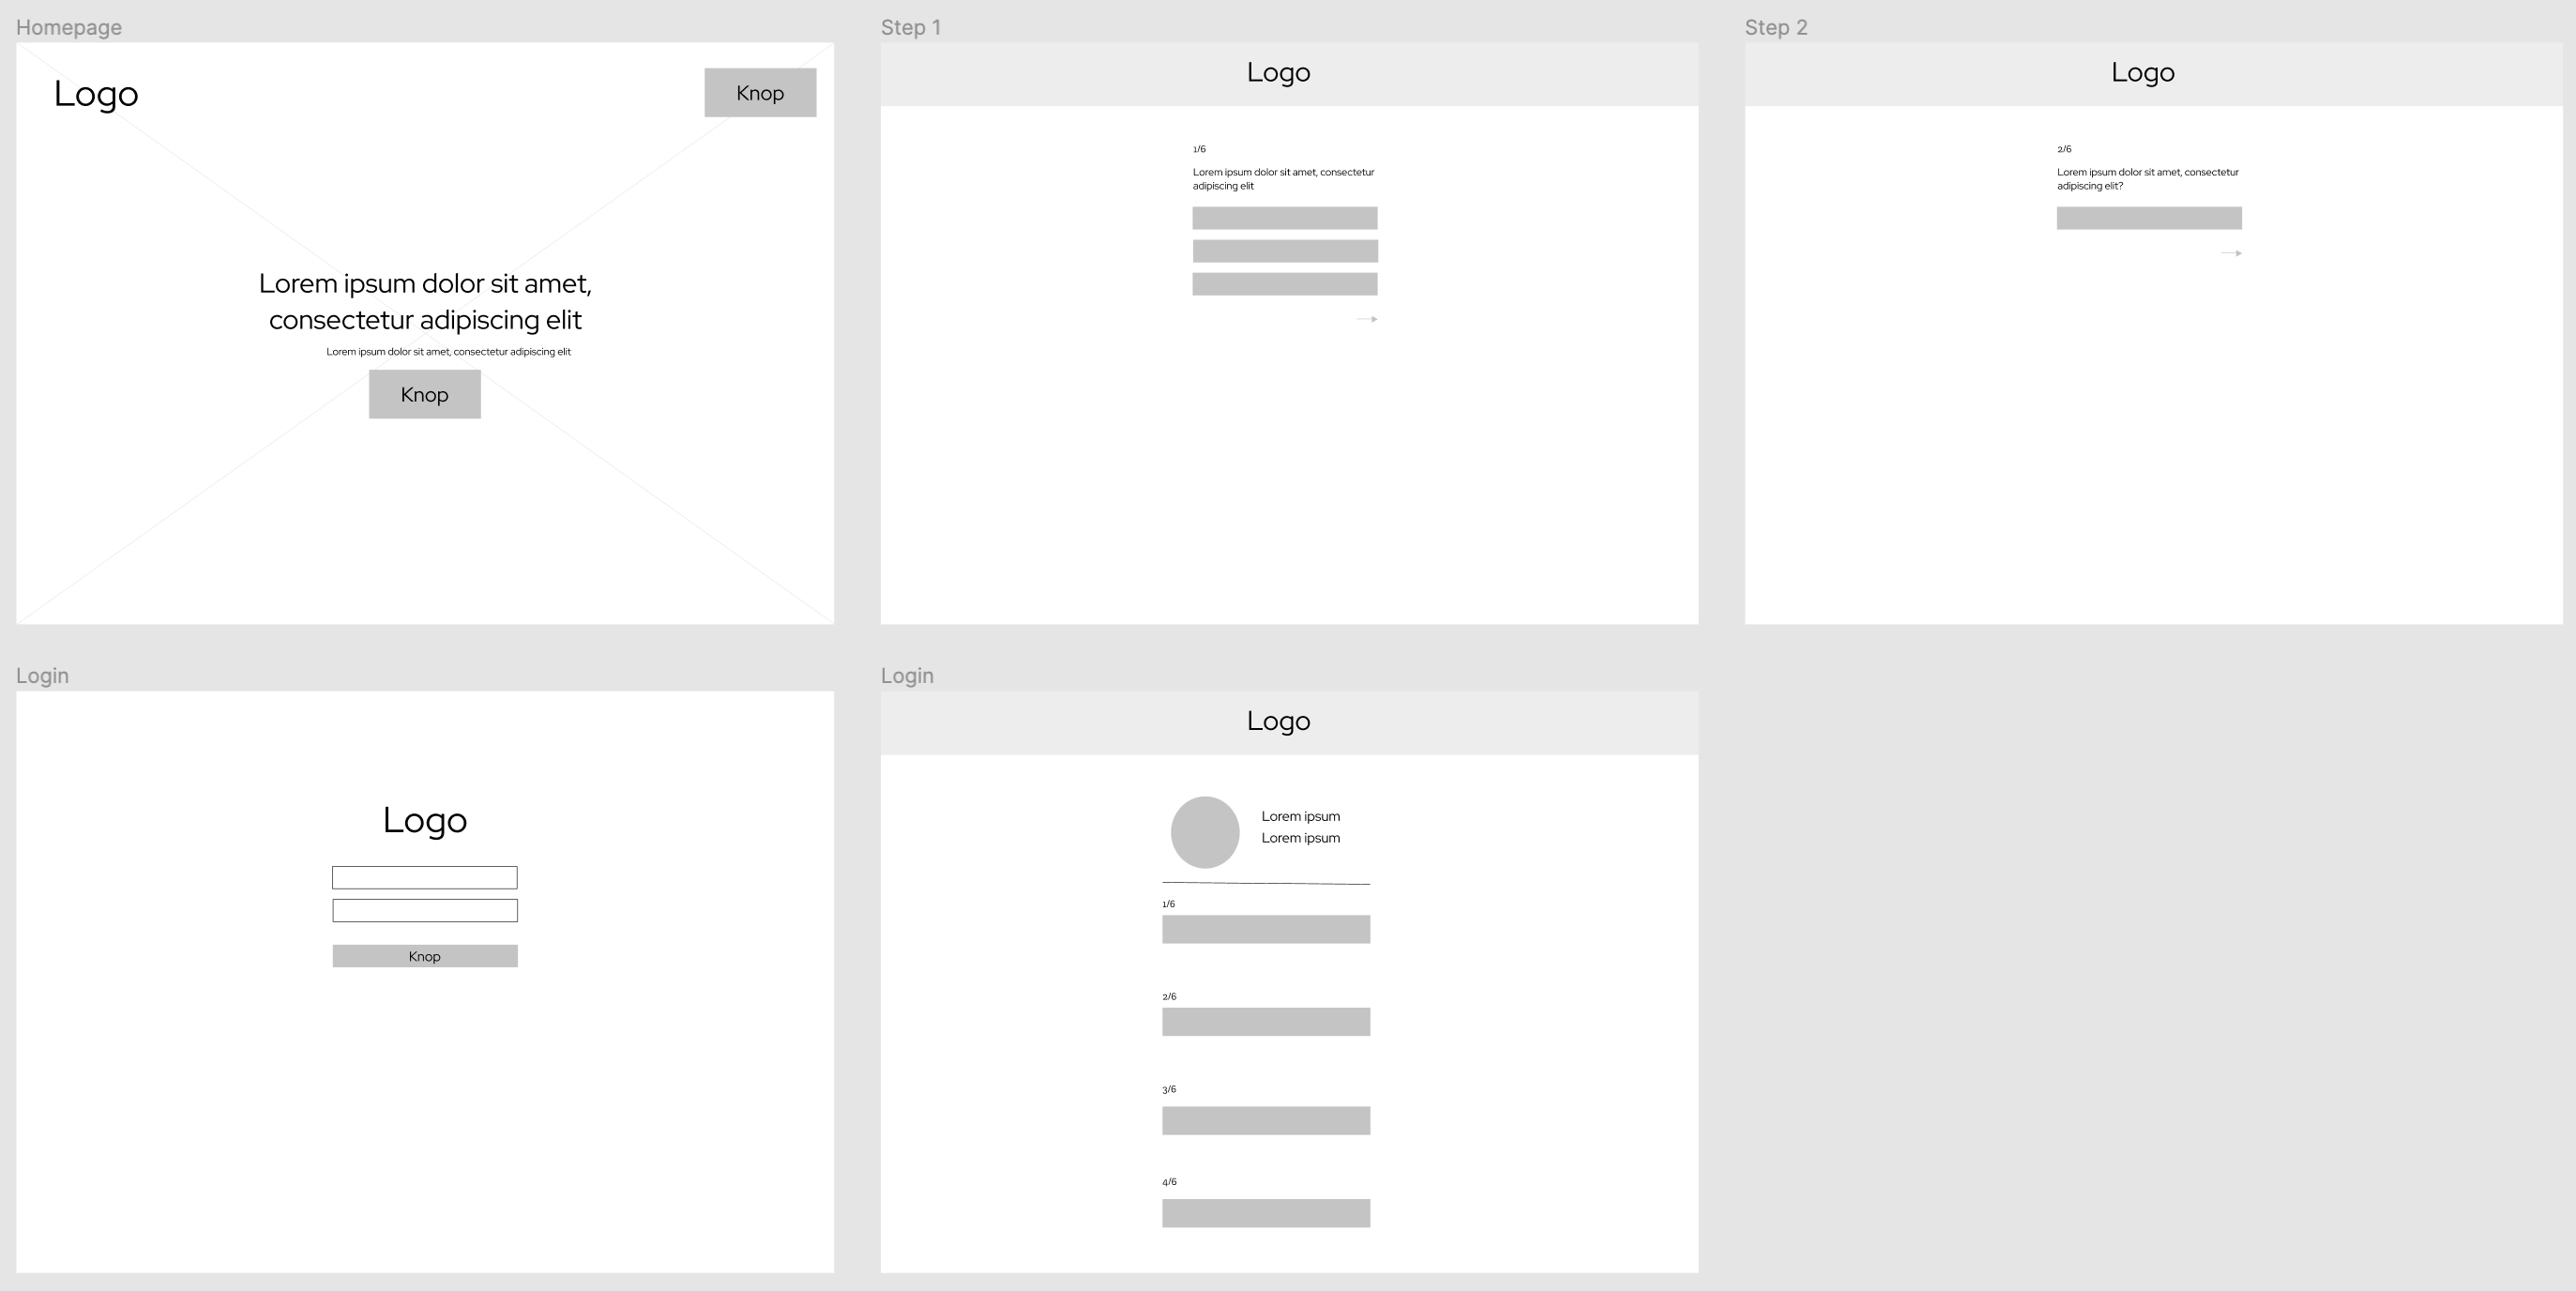 Homepage
Logo
Knop
Lorem ipsum dolor sit amet,
consectetur adipiscing elit
Lorem ipsum dolor sit amet, consectetur adipiscing elit
Knop
Step 1
Logo
1/6
Lorem ipsum dolor sit amet, consectetur
adipiscing elit
Step 2
Logo
2/6
Lorem ipsum dolor sit amet, consectetur
adipiscing elit?
Login
Logo
Knop
Login
Logo
Lorem ipsum
Lorem ipsum
1/6
2/6
3/6
4/6